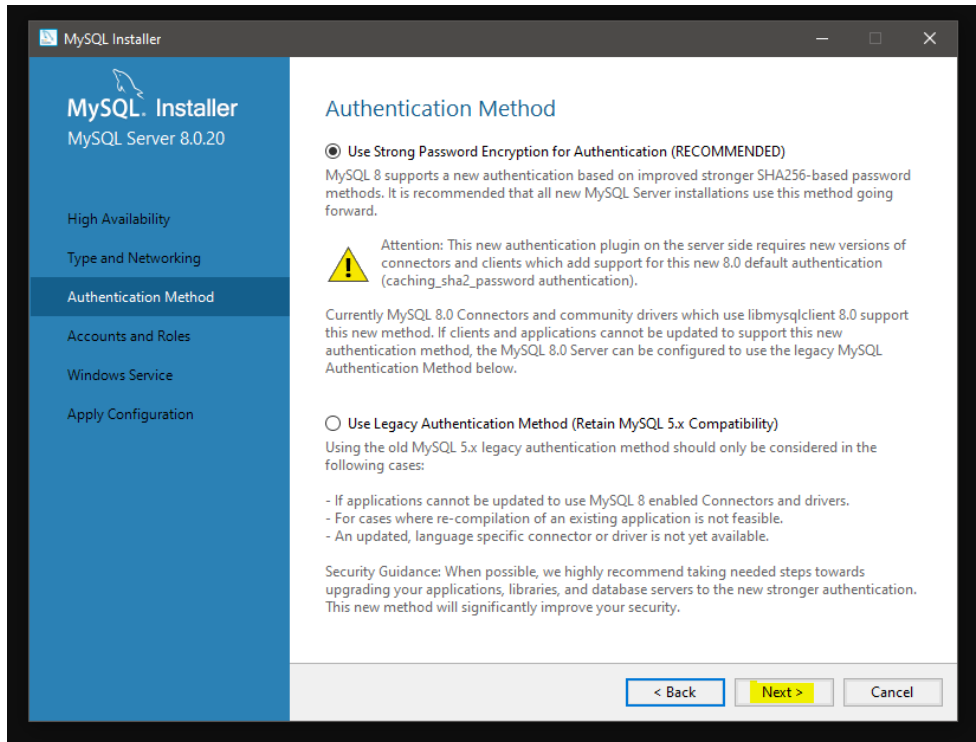 MySQL Installer
MySQL. Installer
MySQL Server 8.0.20
High Availability
Type and Networking
Authentication Method
Accounts and Roles
Windows Service
Apply Configuration
Authentication Method
Use Strong Password Encryption for Authentication (RECOMMENDED)
MySQL 8 supports a new authentication based on improved stronger SHA256-based password
methods. It is recommended that all new MySQL Server installations use this method going
forward.
Attention: This new authentication plugin on the server side requires new versions of
connectors and clients which add support for this new 8.0 default authentication
(caching_sha2_password authentication).
Currently MySQL 8.0 Connectors and community drivers which use libmysqlclient 8.0 support
this new method. If clients and applications cannot be updated to support this new
authentication method, the MySQL 8.0 Server can be configured to use the legacy MySQL
Authentication Method below.
Use Legacy Authentication Method (Retain MySQL 5.x Compatibility)
Using the old MySQL 5.x legacy authentication method should only be considered in the
following cases:
- If applications cannot be updated to use MySQL 8 enabled Connectors and drivers.
- For cases where re-compilation of an existing application is not feasible.
- An updated, language specific connector or driver is not yet available.
Security Guidance: When possible, we highly recommend taking needed steps towards
upgrading your applications, libraries, and database servers to the new stronger authentication.
This new method will significantly improve your security.
< Back
Next >
Cancel